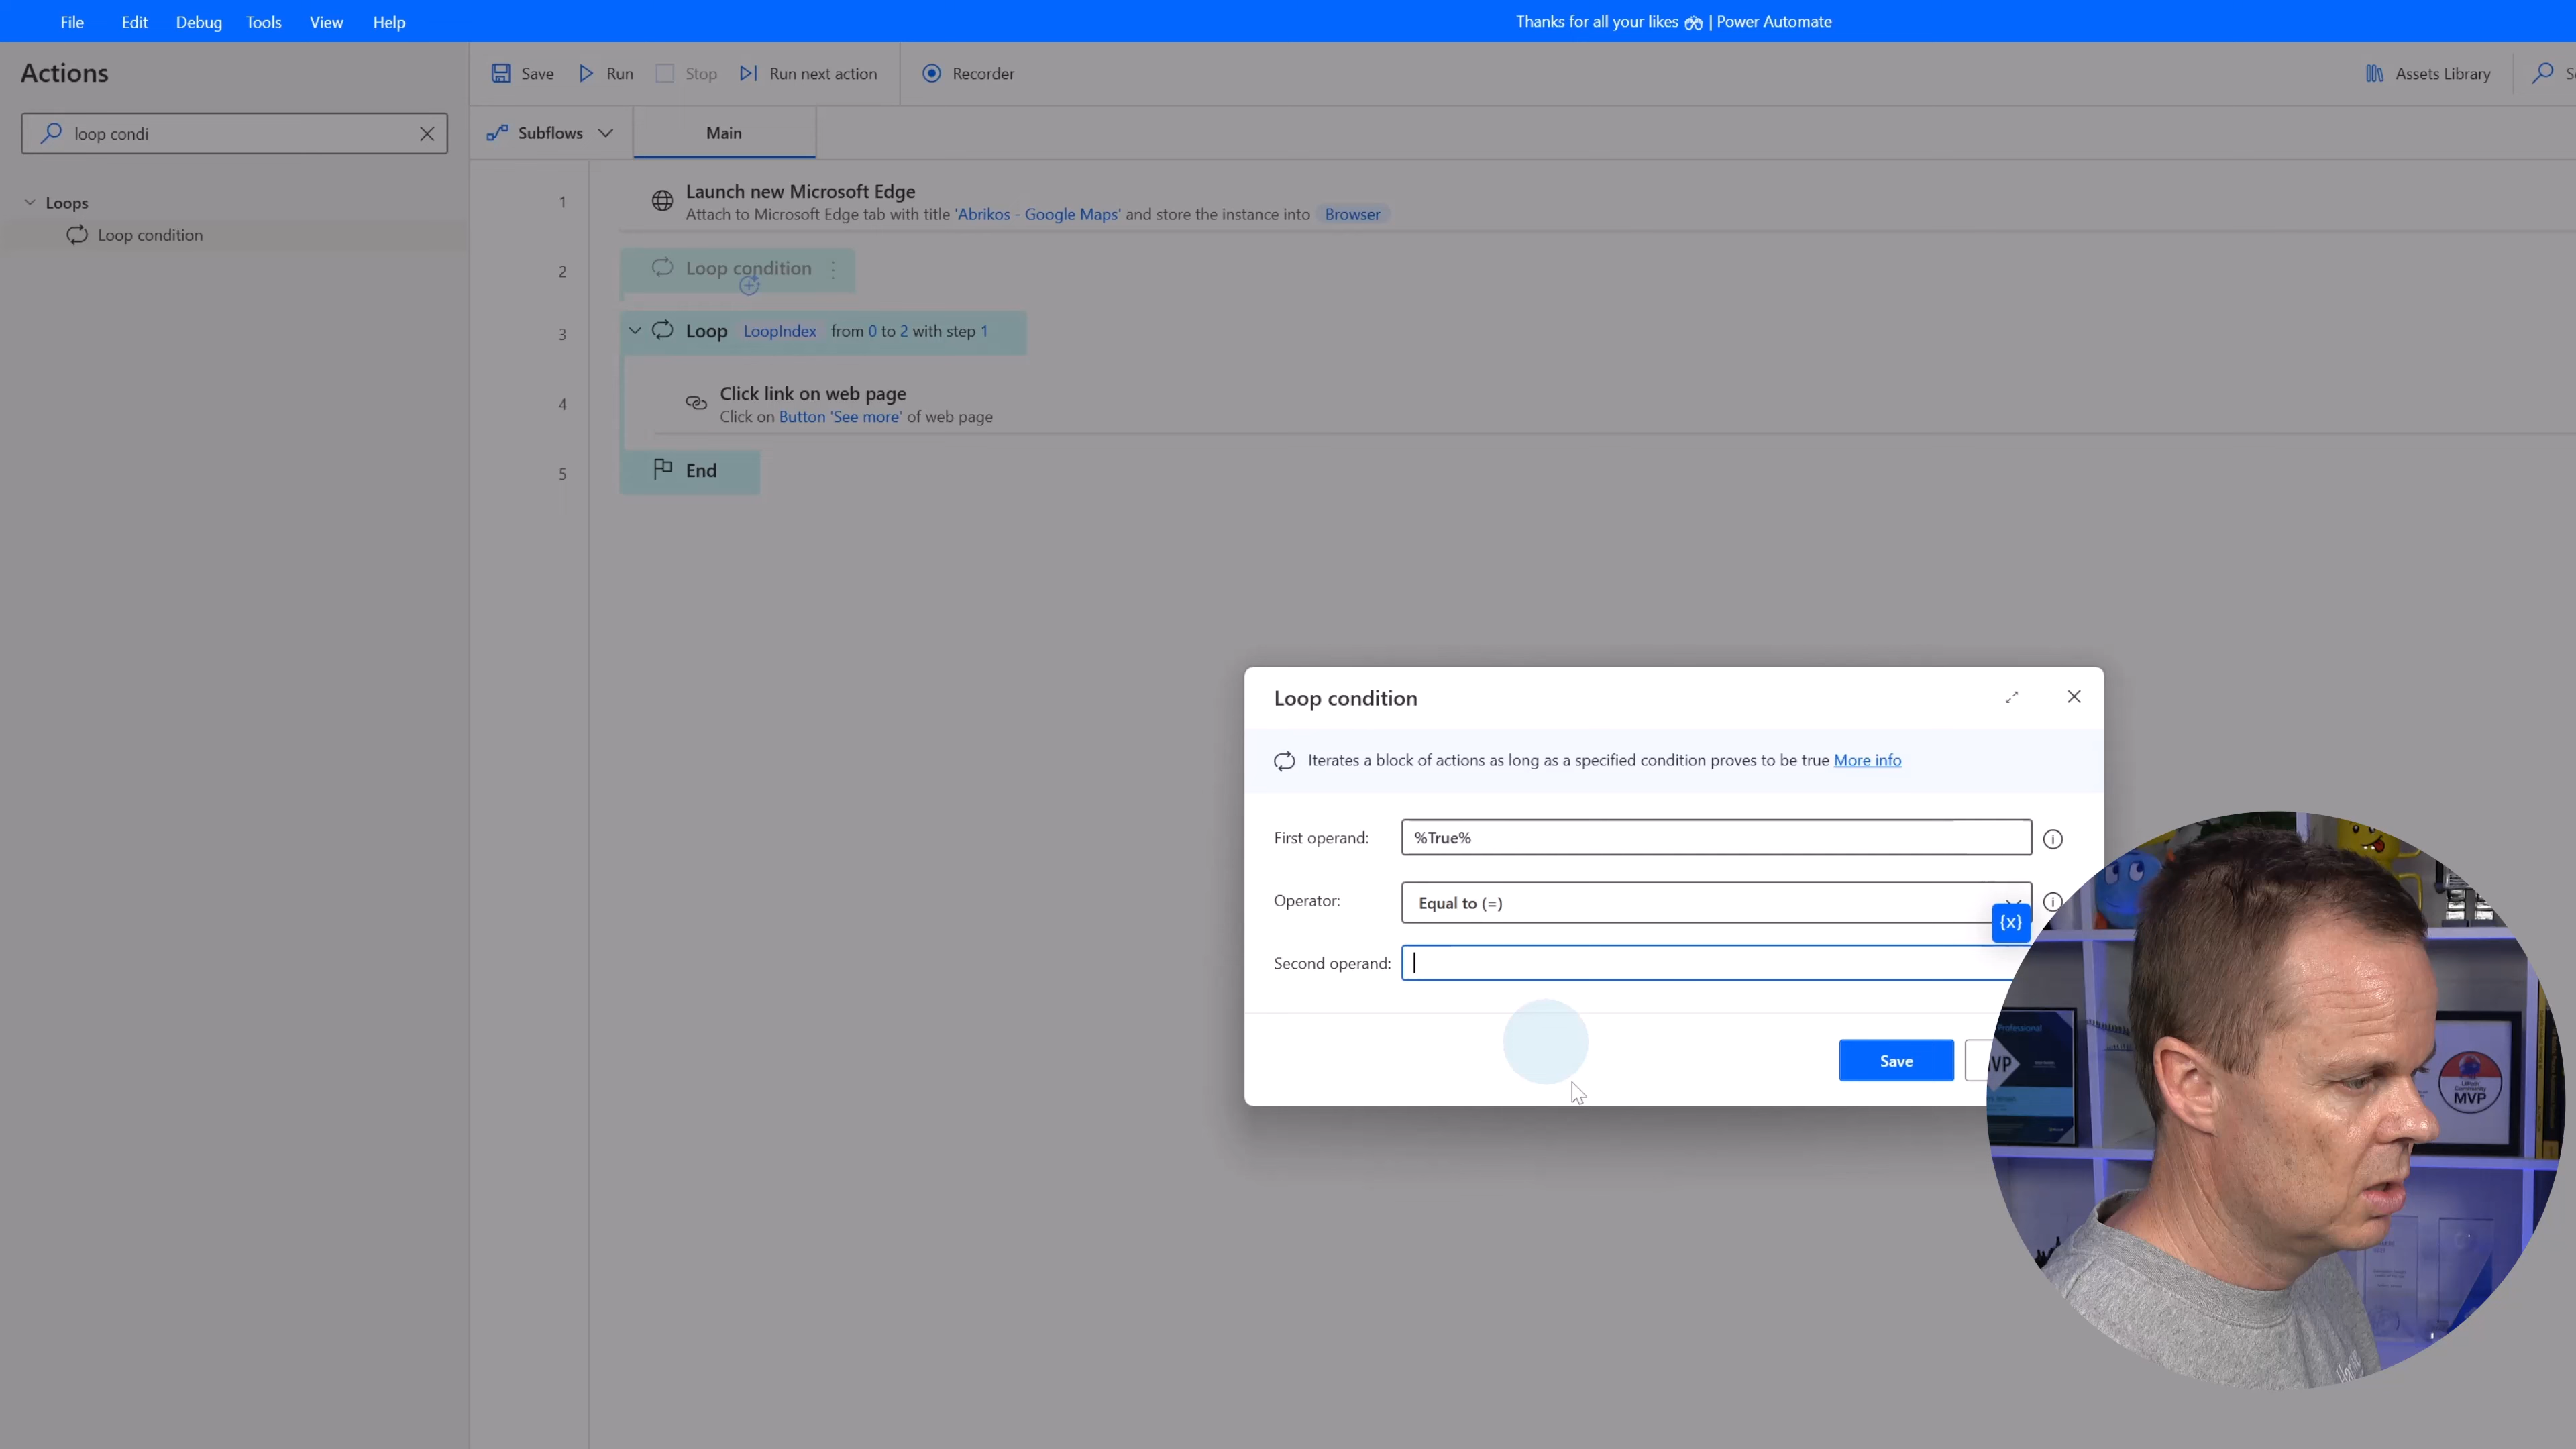 File Edit Debug Tools View Help
Thanks for all your likes | Power Automate
Actions
Save Run Stop Run next action Recorder
Assets Library
loop condi
Subflows
Main
Loops
Loop condition
1
Launch new Microsoft Edge
Attach to Microsoft Edge tab with title 'Abrikos - Google Maps' and store the instance into Browser
2
Loop condition
3
Loop LoopIndex from 0 to 2 with step 1
4
Click link on web page
Click on Button 'See more' of web page
5
End
Loop condition
Iterates a block of actions as long as a specified condition proves to be true More info
First operand:
%True%
Operator:
Equal to (=)
{x}
Second operand:
Save
Professional
MVP